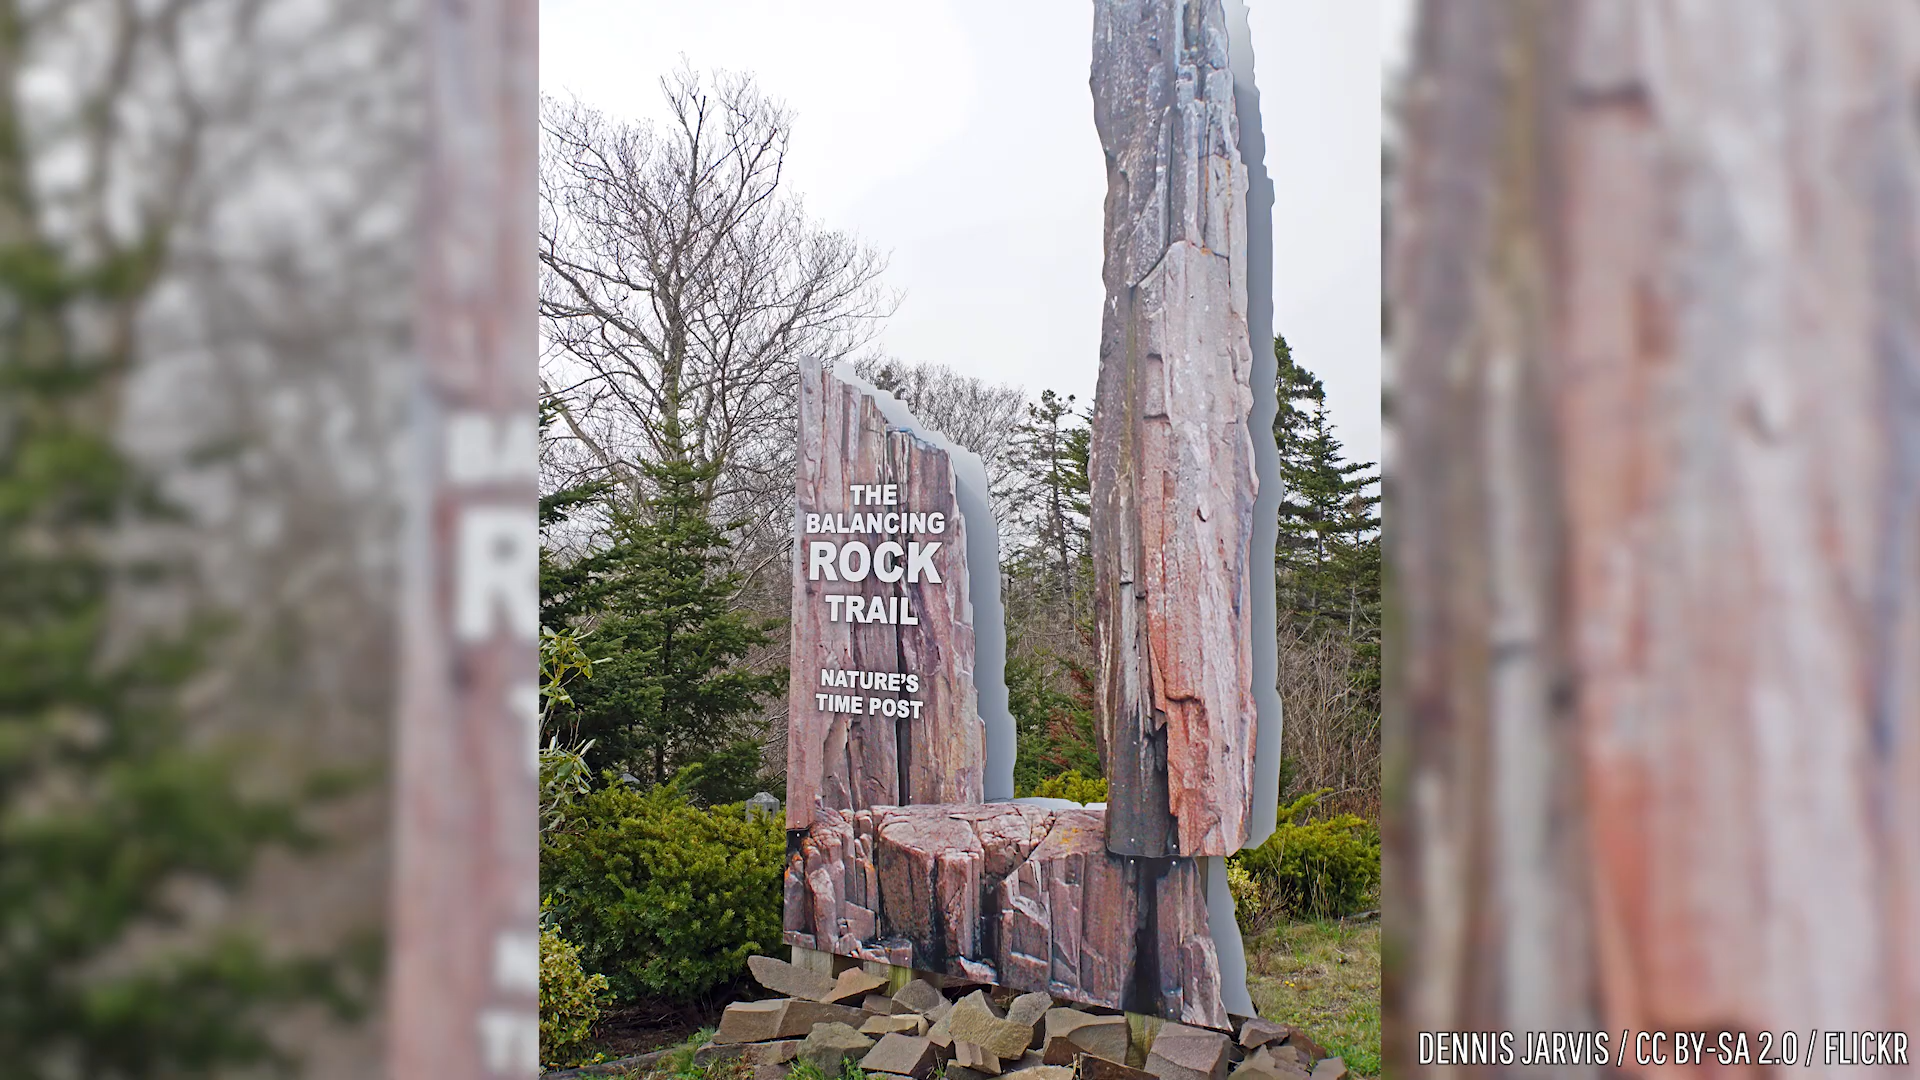 THE
BALANCING
ROCK
TRAIL
NATURE'S
TIME POST
DENNIS JARVIS / CC BY-SA 2.0 / FLICKR